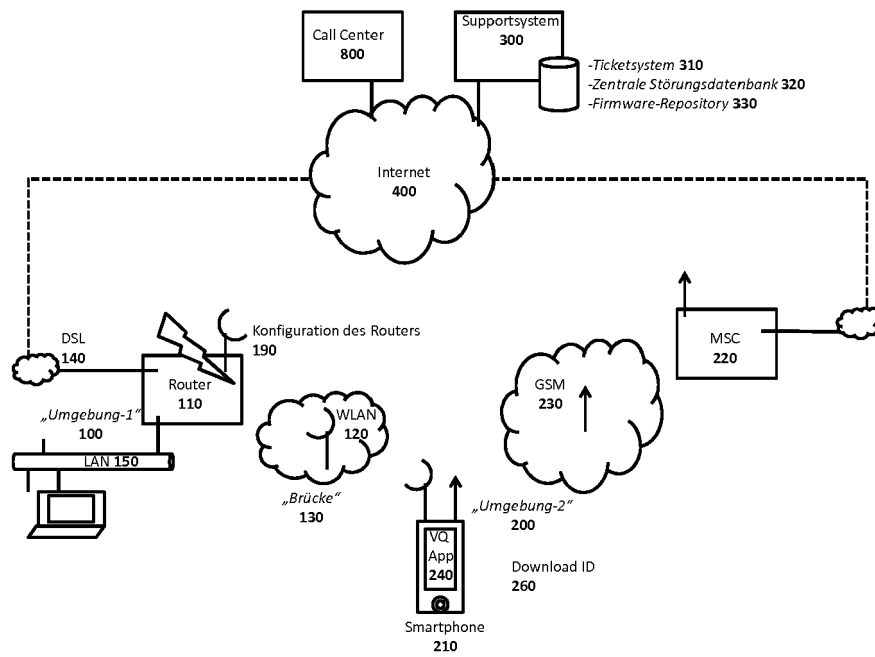 Call Center
800
Supportsystem
300
-Ticketsystem 310
-Zentrale Störungsdatenbank 320
-Firmware-Repository 330
Internet
400
DSL
140
Konfiguration des Routers
190
Router
110
MSC
220
GSM
230
„Umgebung-1“
100
WLAN
120
LAN 150
„Brücke“
130
„Umgebung-2“
200
VQ
App
240
Download ID
260
Smartphone
210